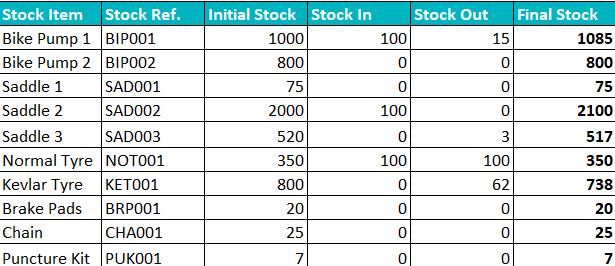 Stock Item Stock Ref. Initial Stock Stock In Stock Out Final Stock
Bike Pump 1 BIP001 1000 100 15 1085
Bike Pump 2 BIP002 800 0 0 800
Saddle 1 SAD001 75 0 0 75
Saddle 2 SAD002 2000 100 0 2100
Saddle 3 SAD003 520 0 3 517
Normal Tyre NOT001 350 100 100 350
Kevlar Tyre KET001 800 0 62 738
Brake Pads BRP001 20 0 0 20
Chain CHA001 25 0 0 25
Puncture Kit PUK001 7 0 0 7